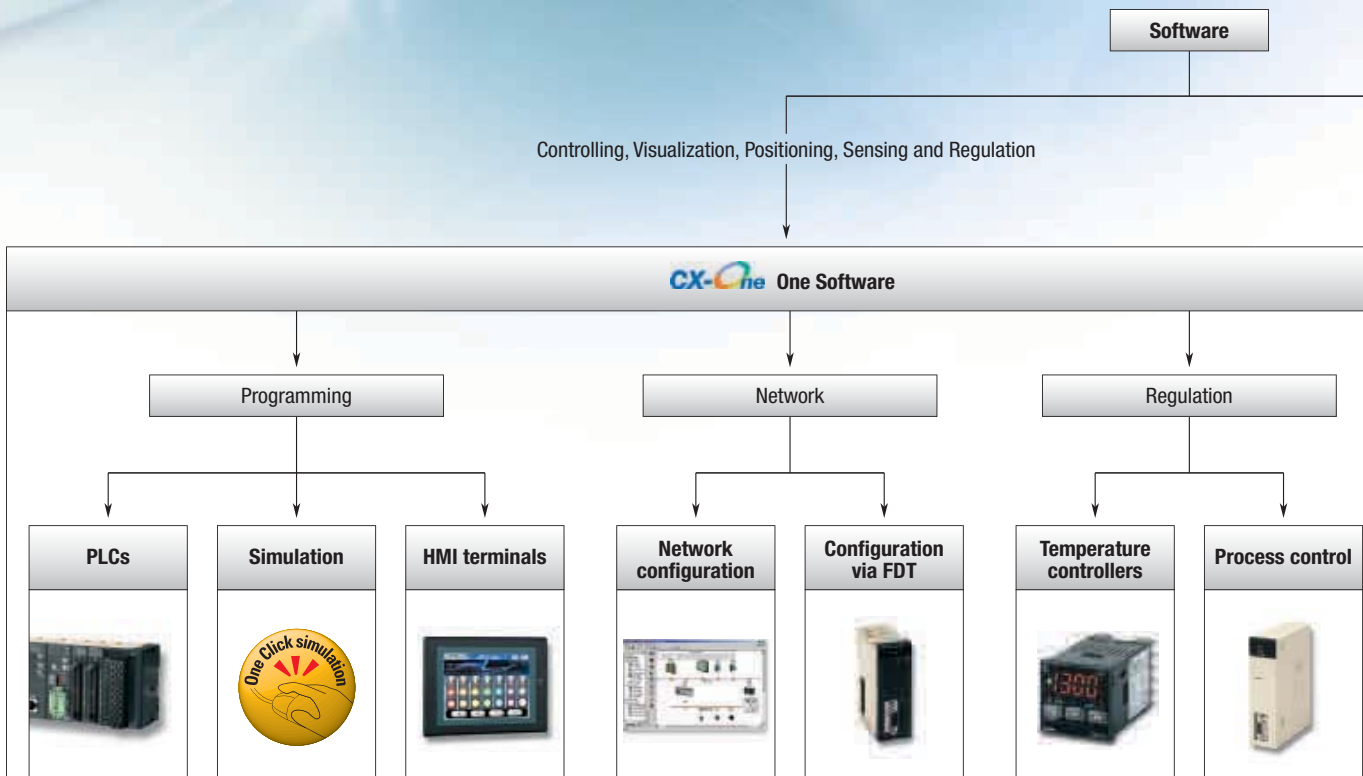 Software
Controlling, Visualization, Positioning, Sensing and Regulation
CX-One One Software
Programming
Network
Regulation
PLCs
Simulation
HMI terminals
Network
configuration
Configuration
via FDT
Temperature
controllers
Process control
One Click simulation
1300